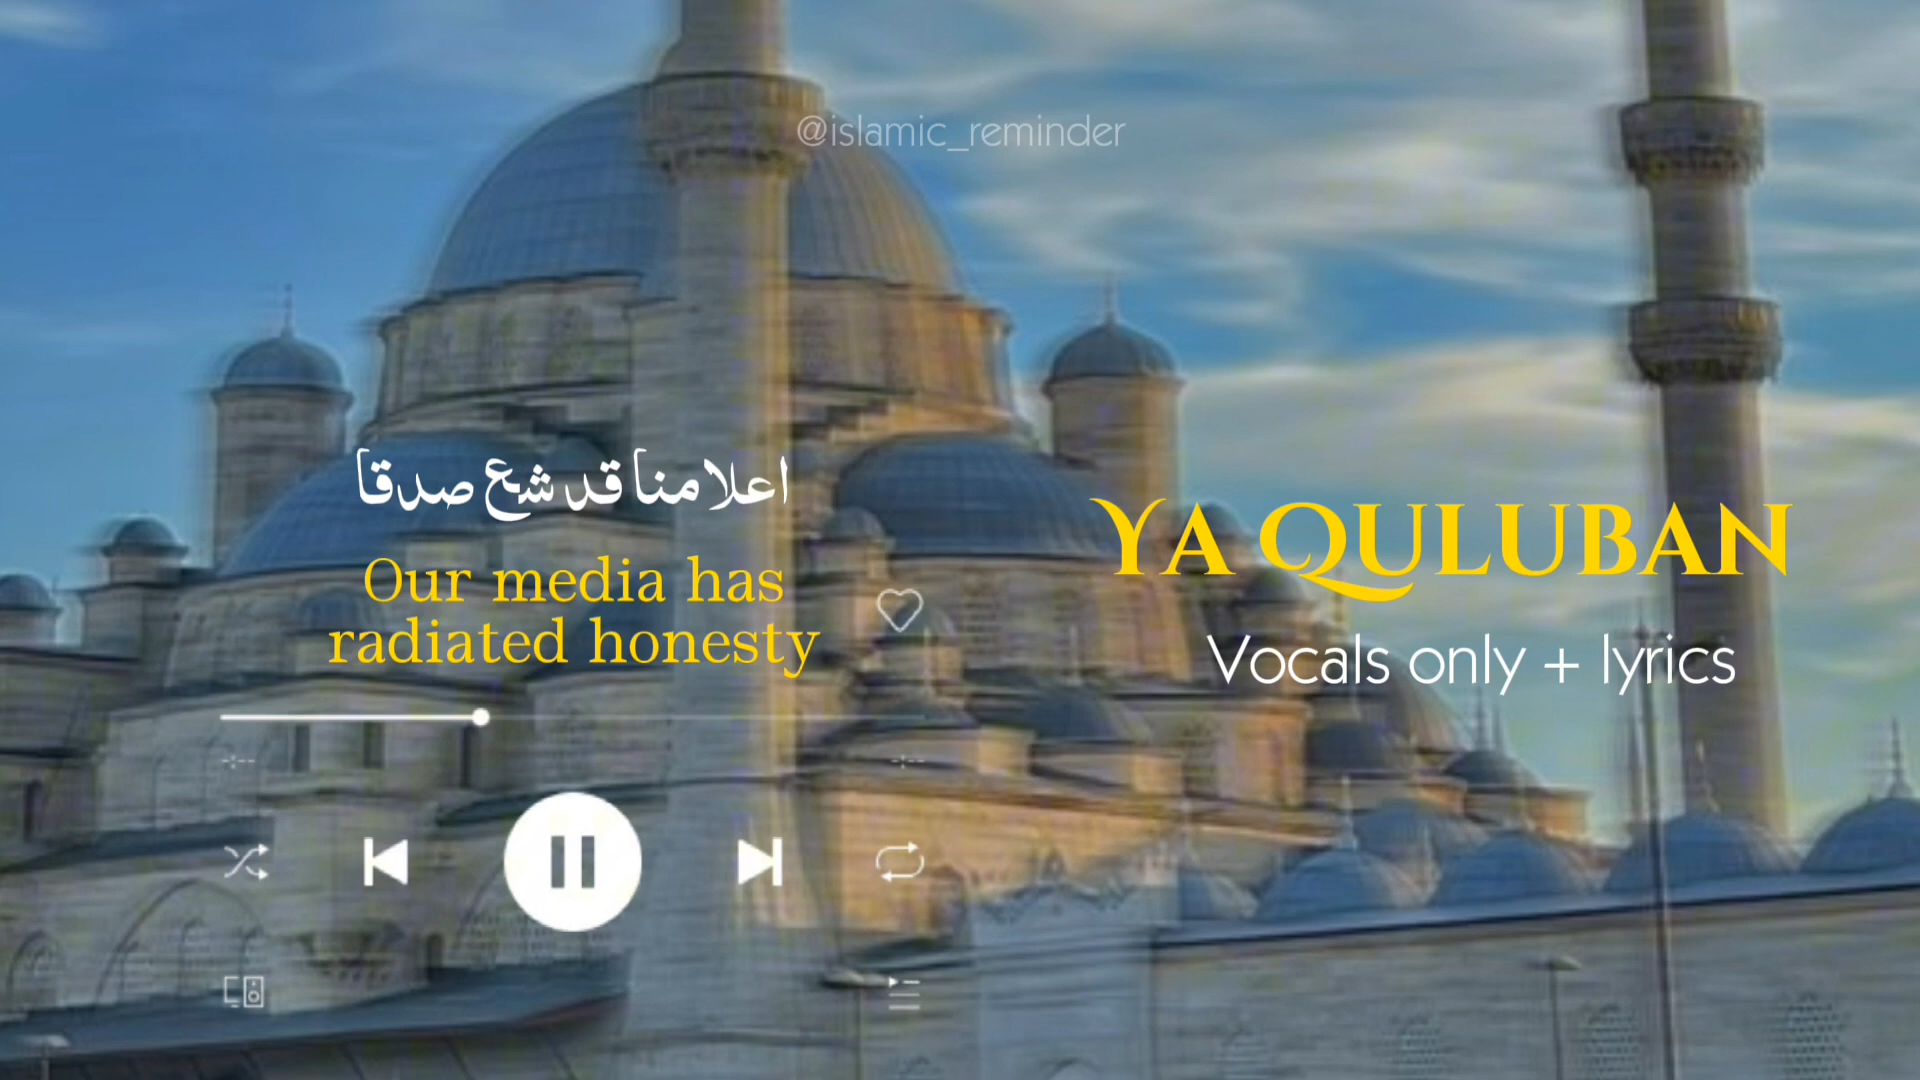 @islamic_reminder
اعلامنا قد شع صدقا
Our media has
radiated honesty
YA QULUBAN
Vocals only + lyrics